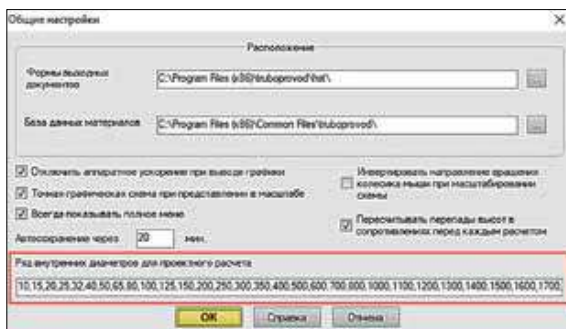 Общие настройки
Расположение
Формы выходных документов
C:\Program Files (x86)\truboprovod\hst\
...
База данных материалов
C:\Program Files (x86)\Common Files\truboprovod\
...
Отключить аппаратное ускорение при выводе графики
Точная графическая схема при представлении в масштабе
Всегда показывать полное меню
Автосохранение через 20 мин.
Инвертировать направление вращения
колесика мыши при масштабировании
схемы
Пересчитывать перепады высот в
сопротивлениях перед каждым расчетом
Ряд внутренних диаметров для проектного расчета
10,15,20,25,32,40,50,65,80,100,125,150,200,250,300,350,400,500,600,700,800,1000,1100,1200,1300,1400,1500,1600,1700,
OK Справка Отмена